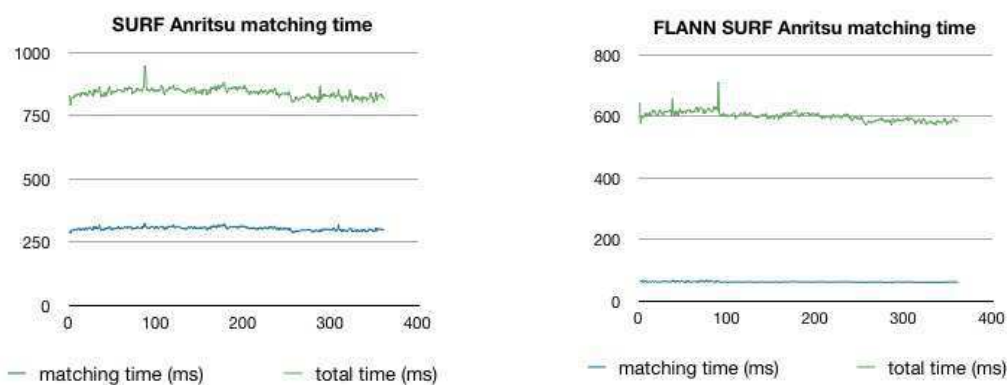 SURF Anritsu matching time
1000
750
500
250
0
0 100 200 300 400
matching time (ms) total time (ms)
FLANN SURF Anritsu matching time
800
600
400
200
0
0 100 200 300 400
matching time (ms) total time (ms)